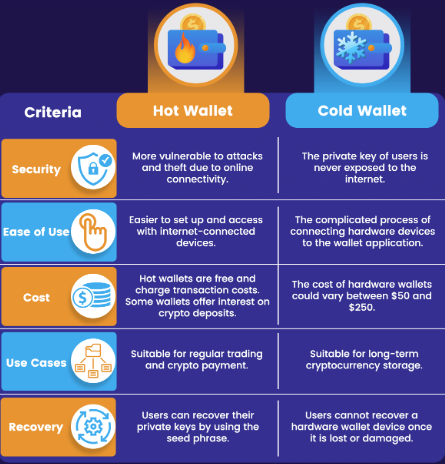 Criteria
Hot Wallet
Cold Wallet
Security
More vulnerable to attacks
and theft due to online
connectivity.
The private key of users is
never exposed to the
internet.
Ease of Use
Easier to set up and access
with internet-connected
devices.
The complicated process of
connecting hardware devices
to the wallet application.
Cost
Hot wallets are free and
charge transaction costs.
Some wallets offer interest on
crypto deposits.
The cost of hardware wallets
could vary between $50 and
$250.
Use Cases
Suitable for regular trading
and crypto payment.
Suitable for long-term
cryptocurrency storage.
Recovery
Users can recover their
private keys by using the
seed phrase.
Users cannot recover a
hardware wallet device once
it is lost or damaged.